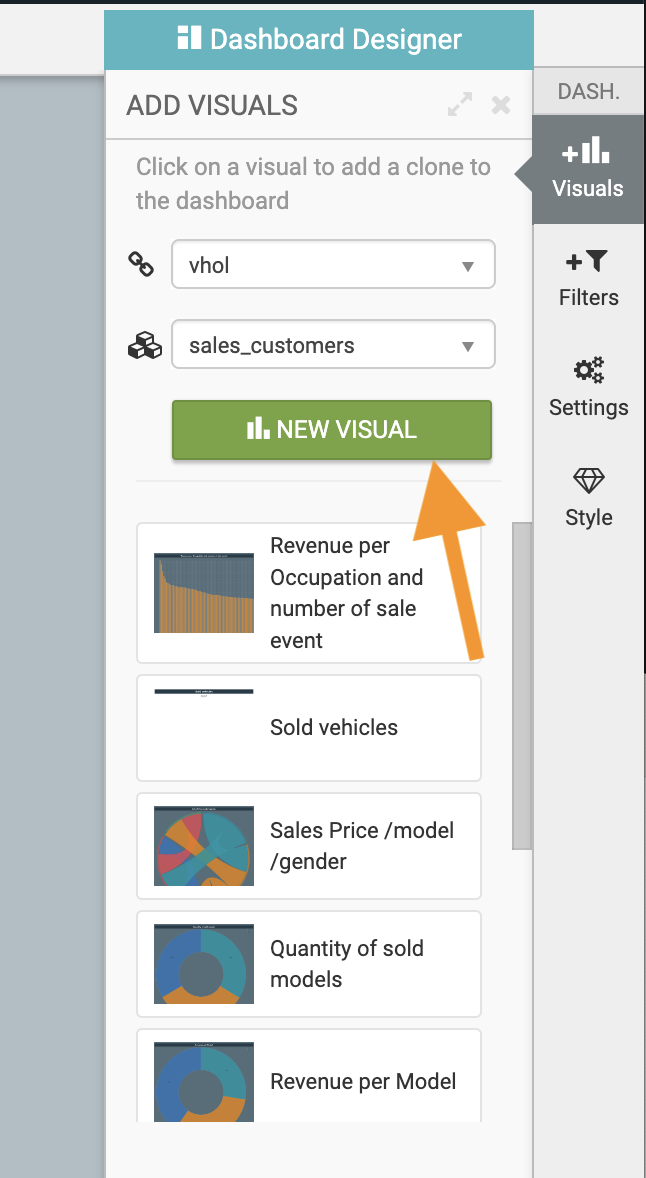 Dashboard Designer
ADD VISUALS
Click on a visual to add a clone to
the dashboard
vhol
sales_customers
NEW VISUAL
Revenue per
Occupation and
number of sale
event
Sold vehicles
Sales Price /model
/gender
Quantity of sold
models
Revenue per Model
DASH.
Visuals
Filters
Settings
Style